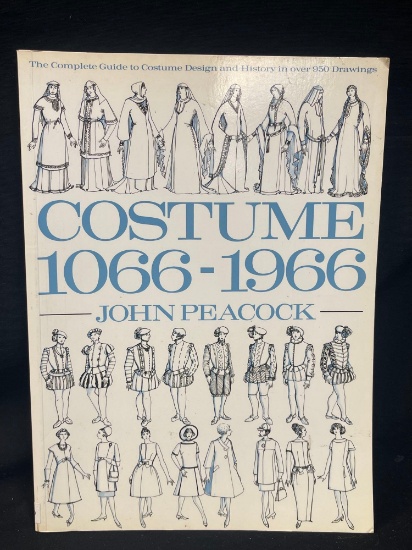 The Complete Guide to Costume Design and History in over 950 Drawings
COSTUME
1066-1966
JOHN PEACOCK